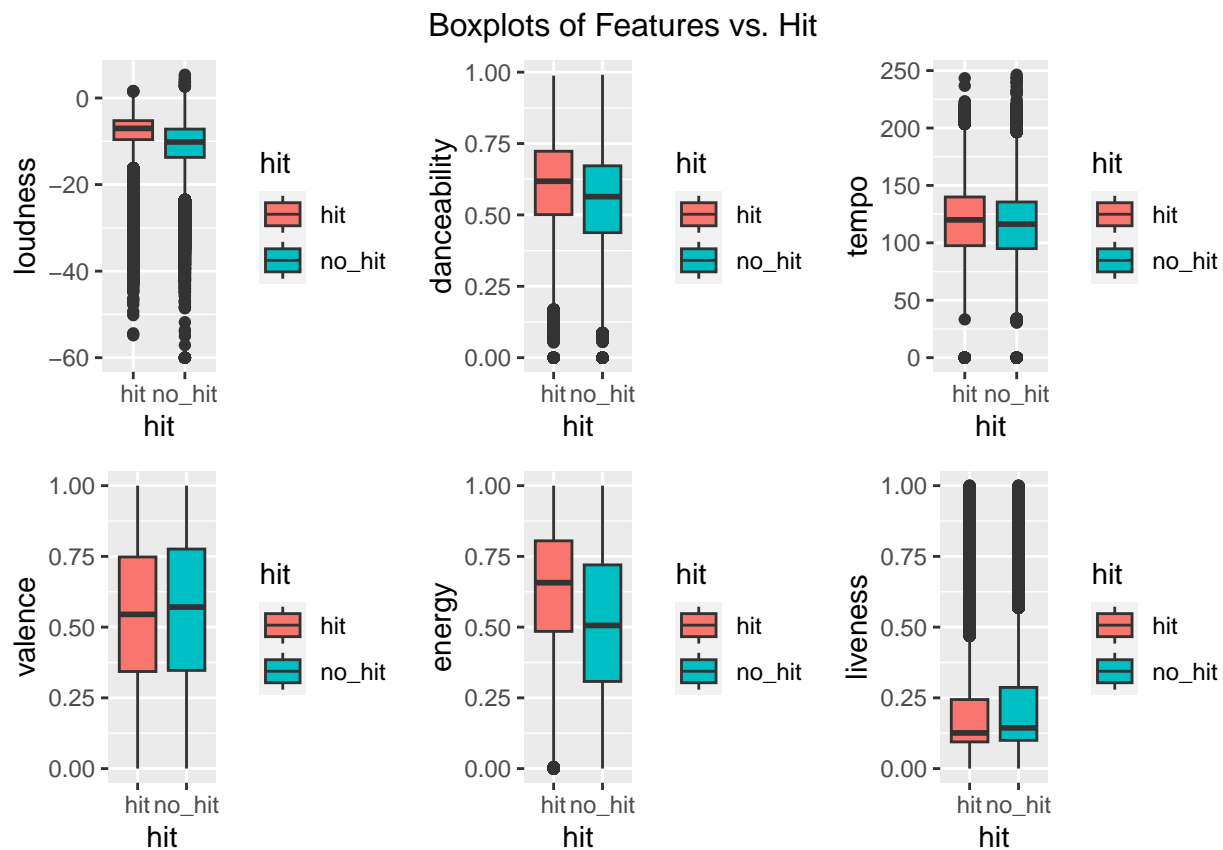 Boxplots of Features vs. Hit
loudness
0
−20
−40
−60
hit no_hit
hit
hit
hit
no_hit
danceability
1.00
0.75
0.50
0.25
0.00
hit no_hit
hit
hit
hit
no_hit
tempo
250
200
150
100
50
0
hit no_hit
hit
hit
hit
no_hit
valence
1.00
0.75
0.50
0.25
0.00
hit no_hit
hit
hit
hit
no_hit
energy
1.00
0.75
0.50
0.25
0.00
hit no_hit
hit
hit
hit
no_hit
liveness
1.00
0.75
0.50
0.25
0.00
hit no_hit
hit
hit
hit
no_hit